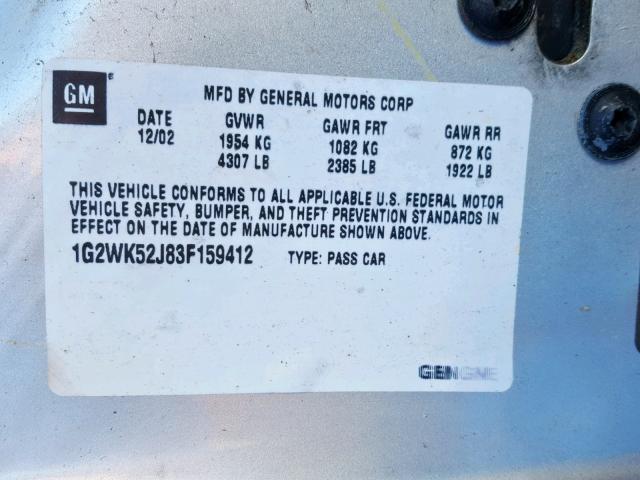 GM ®
MFD BY GENERAL MOTORS CORP
DATE GVWR GAWR FRT GAWR RR
12/02 1954 KG 1082 KG 872 KG
4307 LB 2385 LB 1922 LB
THIS VEHICLE CONFORMS TO ALL APPLICABLE U.S. FEDERAL MOTOR
VEHICLE SAFETY, BUMPER, AND THEFT PREVENTION STANDARDS IN
EFFECT ON THE DATE OF MANUFACTURE SHOWN ABOVE.
1G2WK52J83F159412 TYPE: PASS CAR